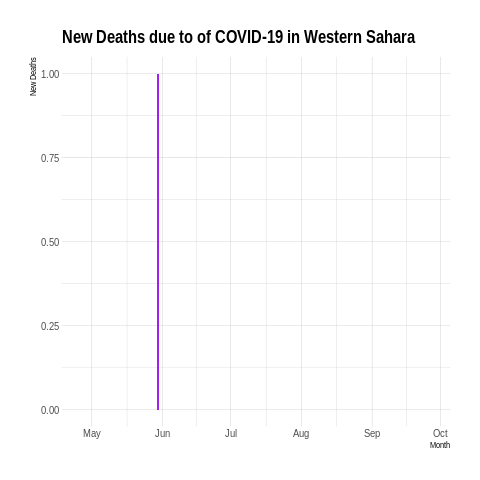 New Deaths due to of COVID-19 in Western Sahara
New Deaths
1.00
0.75
0.50
0.25
0.00
May Jun Jul Aug Sep Oct
Month